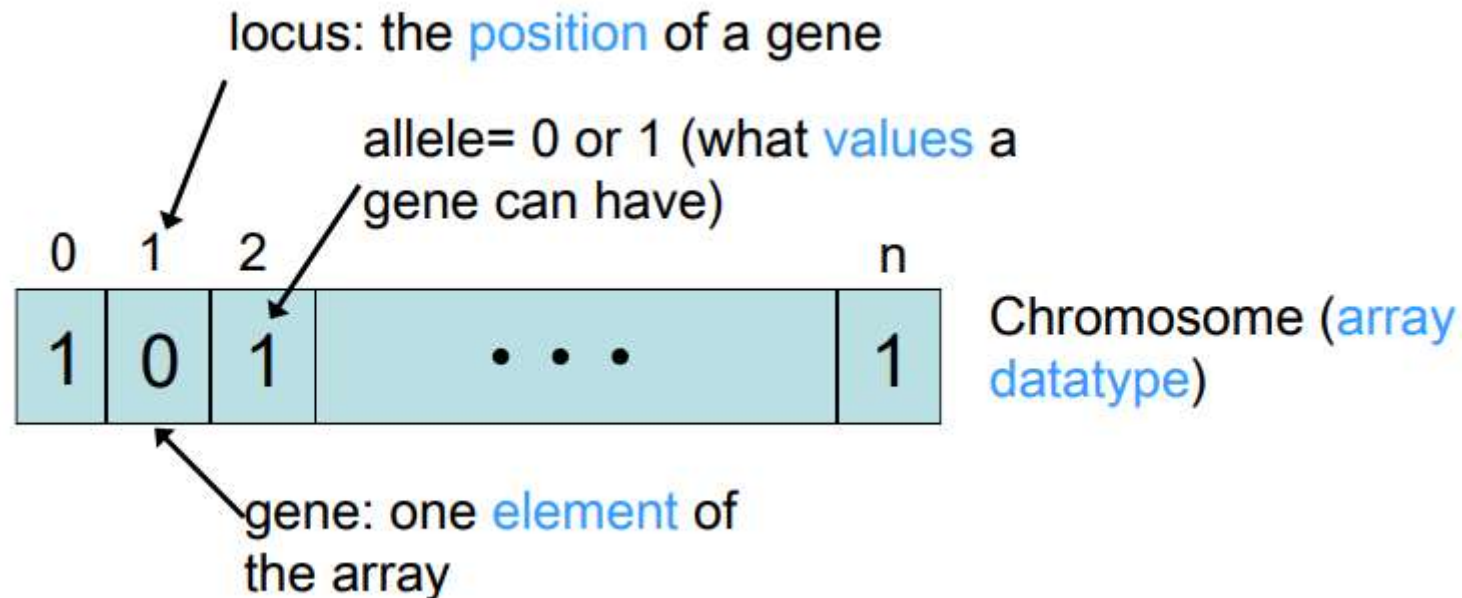 locus: the position of a gene
allele= 0 or 1 (what values a
gene can have)
0 1 2 n
1 0 1 • • • 1
Chromosome (array
datatype)
gene: one element of
the array